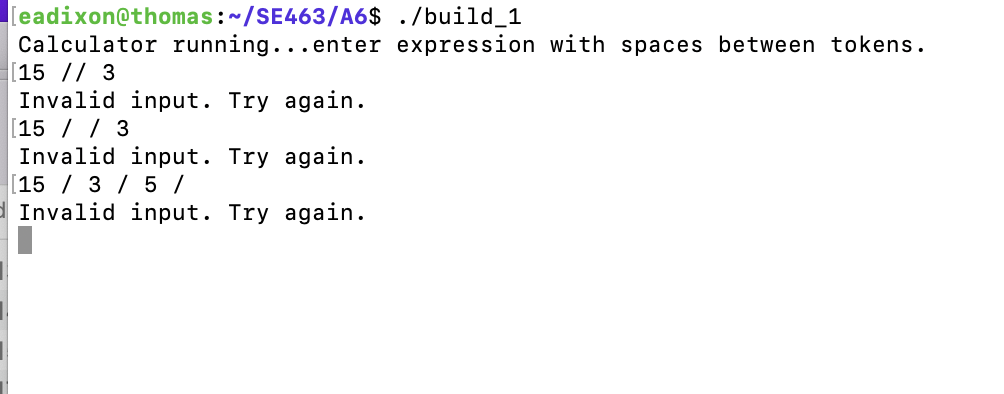 [eadixon@thomas:~/SE463/A6$ ./build_1
Calculator running...enter expression with spaces between tokens.
[15 // 3
Invalid input. Try again.
[15 / / 3
Invalid input. Try again.
[15 / 3 / 5 /
Invalid input. Try again.